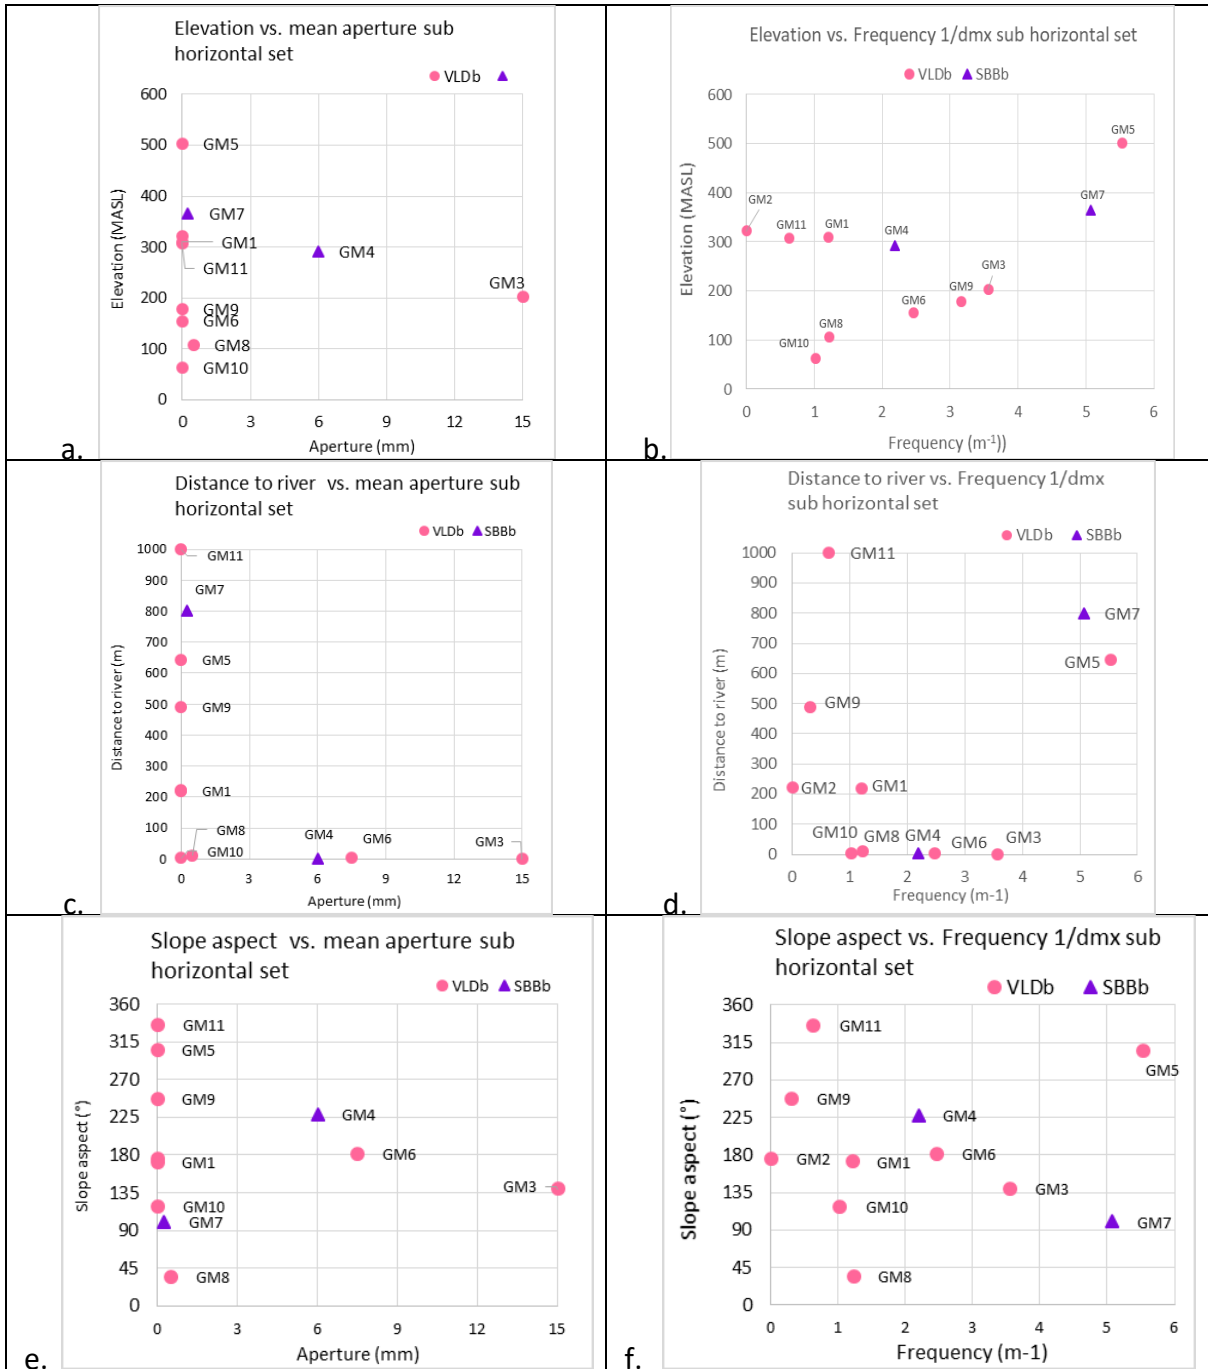 Elevation vs. mean aperture sub
horizontal set
VLDb
600
500
400
300
200
100
0
0 3 6 9 12 15
Elevation (MASL)
Aperture (mm)
GM5
GM7
GM1
GM4
GM11
GM3
GM9
GM6
GM8
GM10
a.
Elevation vs. Frequency 1/dmx sub horizontal set
VLDb SBBb
600
500
400
300
200
100
0
0 1 2 3 4 5 6
Elevation (MASL)
Frequency (m-1))
GM5
GM2
GM7
GM11
GM1
GM4
GM3
GM9
GM6
GM8
GM10
b.
Distance to river vs. mean aperture sub
horizontal set
VLDb SBBb
1000
900
800
700
600
500
400
300
200
100
0
0 3 6 9 12 15
Distance to river (m)
Aperture (mm)
GM11
GM7
GM5
GM9
GM1
GM8
GM4
GM6
GM3
GM10
c.
Distance to river vs. Frequency 1/dmx
sub horizontal set
VLDb SBBb
1000
900
800
700
600
500
400
300
200
100
0
0 1 2 3 4 5 6
Distance to river (m)
Frequency (m-1)
GM11
GM7
GM5
GM9
GM2
GM1
GM10
GM8
GM4
GM6
GM3
d.
Slope aspect vs. mean aperture sub
horizontal set
VLDb SBBb
360
315
270
225
180
135
90
45
0
0 3 6 9 12 15
Slope aspect (°)
Aperture (mm)
GM11
GM5
GM9
GM4
GM1
GM6
GM3
GM10
GM7
GM8
e.
Slope aspect vs. Frequency 1/dmx sub
horizontal set
VLDb SBBb
360
315
270
225
180
135
90
45
0
0 1 2 3 4 5 6
Slope aspect (°)
Frequency (m-1)
GM11
GM5
GM9
GM4
GM2
GM1
GM6
GM3
GM10
GM7
GM8
f.